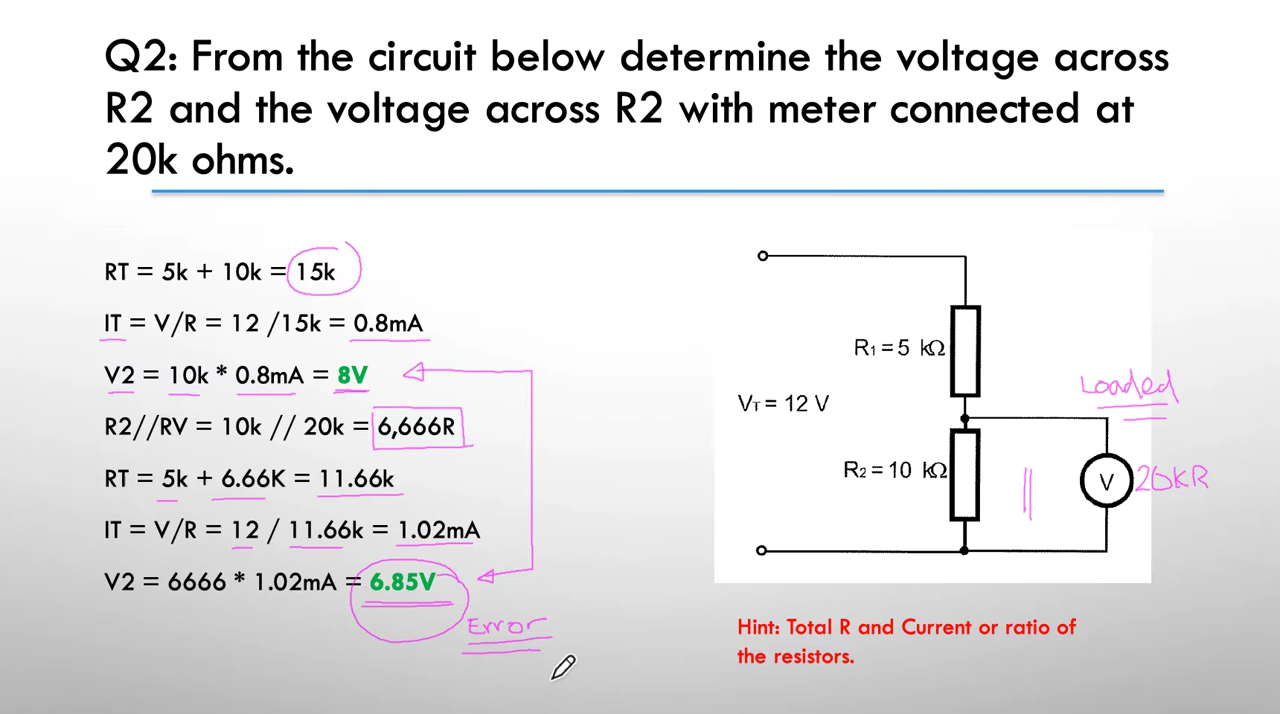 Q2: From the circuit below determine the voltage across
R2 and the voltage across R2 with meter connected at
20k ohms.
RT = 5k + 10k = 15k
IT = V/R = 12 /15k = 0.8mA
V2 = 10k * 0.8mA = 8V
R2//RV = 10k // 20k = 6,666R
RT = 5k + 6.66K = 11.66k
IT = V/R = 12 / 11.66k = 1.02mA
V2 = 6666 * 1.02mA = 6.85V
Error
R1 = 5 kΩ
Loaded
VT = 12 V
R2 = 10 kΩ
V
20KR
Hint: Total R and Current or ratio of
the resistors.